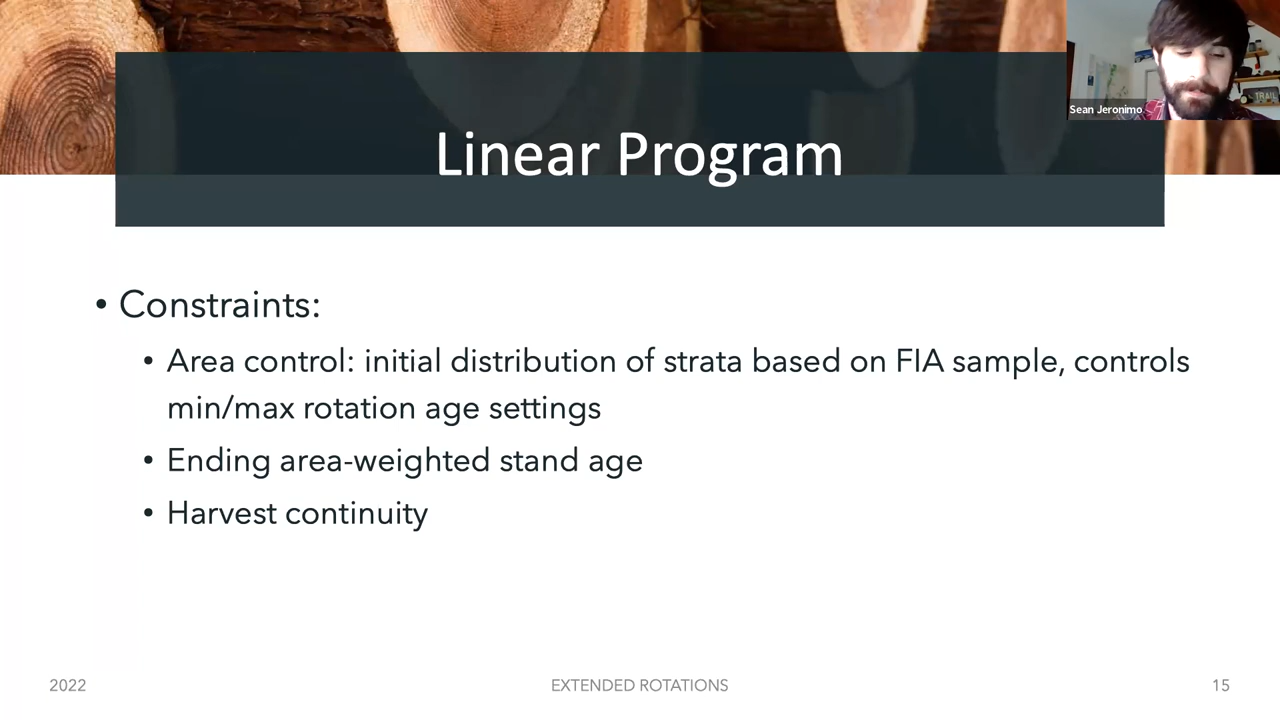 Sean Jeronimo
TRAIL
Linear Program
• Constraints:
• Area control: initial distribution of strata based on FIA sample, controls
min/max rotation age settings
• Ending area-weighted stand age
• Harvest continuity
2022
EXTENDED ROTATIONS
15